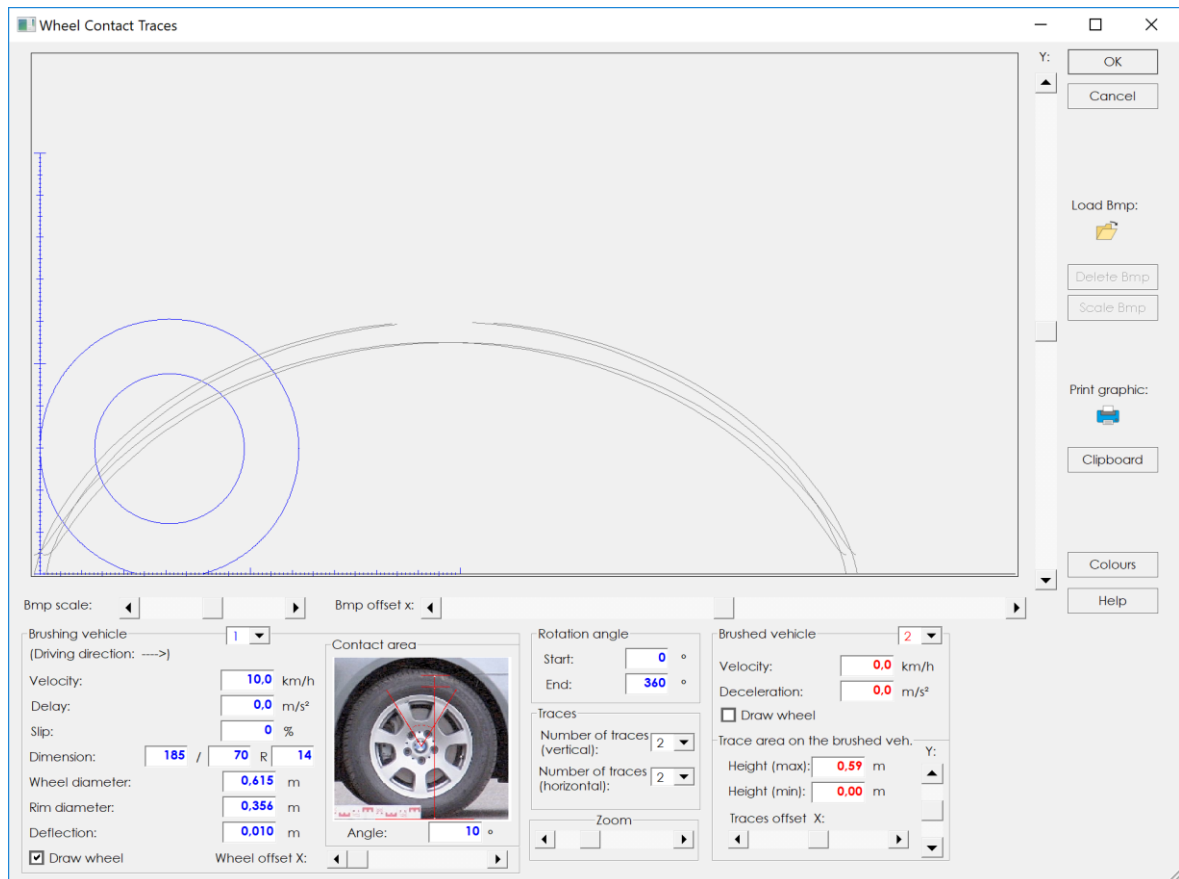 Wheel Contact Traces
Y:
OK
Cancel
Load Bmp:
Delete Bmp
Scale Bmp
Print graphic:
Clipboard
Colours
Help
Bmp scale:
Bmp offset x:
Brushing vehicle 1
(Driving direction: ---->)
Velocity: 10,0 km/h
Delay: 0,0 m/s²
Slip: 0 %
Dimension: 185 / 70 R 14
Wheel diameter: 0,615 m
Rim diameter: 0,356 m
Deflection: 0,010 m
Draw wheel
Wheel offset X:
Contact area
Angle: 10 °
Rotation angle
Start: 0 °
End: 360 °
Traces
Number of traces
(vertical): 2
Number of traces
(horizontal): 2
Zoom
Brushed vehicle 2
Velocity: 0,0 km/h
Deceleration: 0,0 m/s²
Draw wheel
Trace area on the brushed veh.
Y:
Height (max): 0,59 m
Height (min): 0,00 m
Traces offset X: